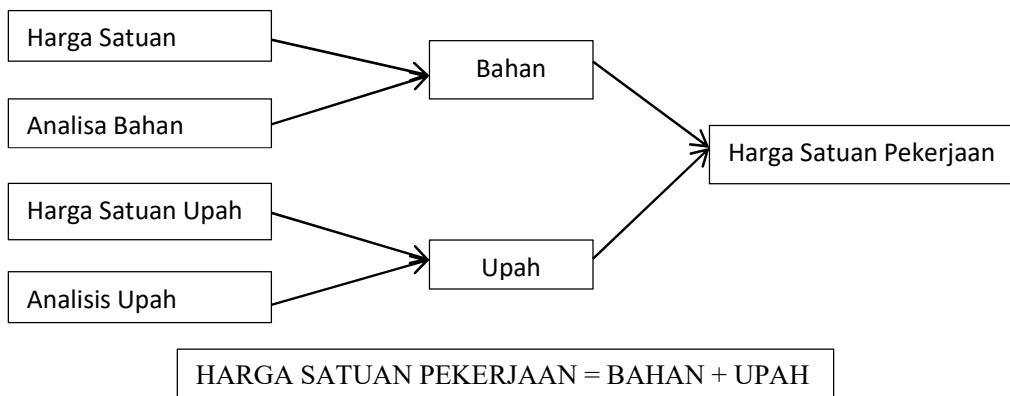 Harga Satuan
Analisa Bahan
Harga Satuan Upah
Analisis Upah
Bahan
Upah
Harga Satuan Pekerjaan
HARGA SATUAN PEKERJAAN = BAHAN + UPAH